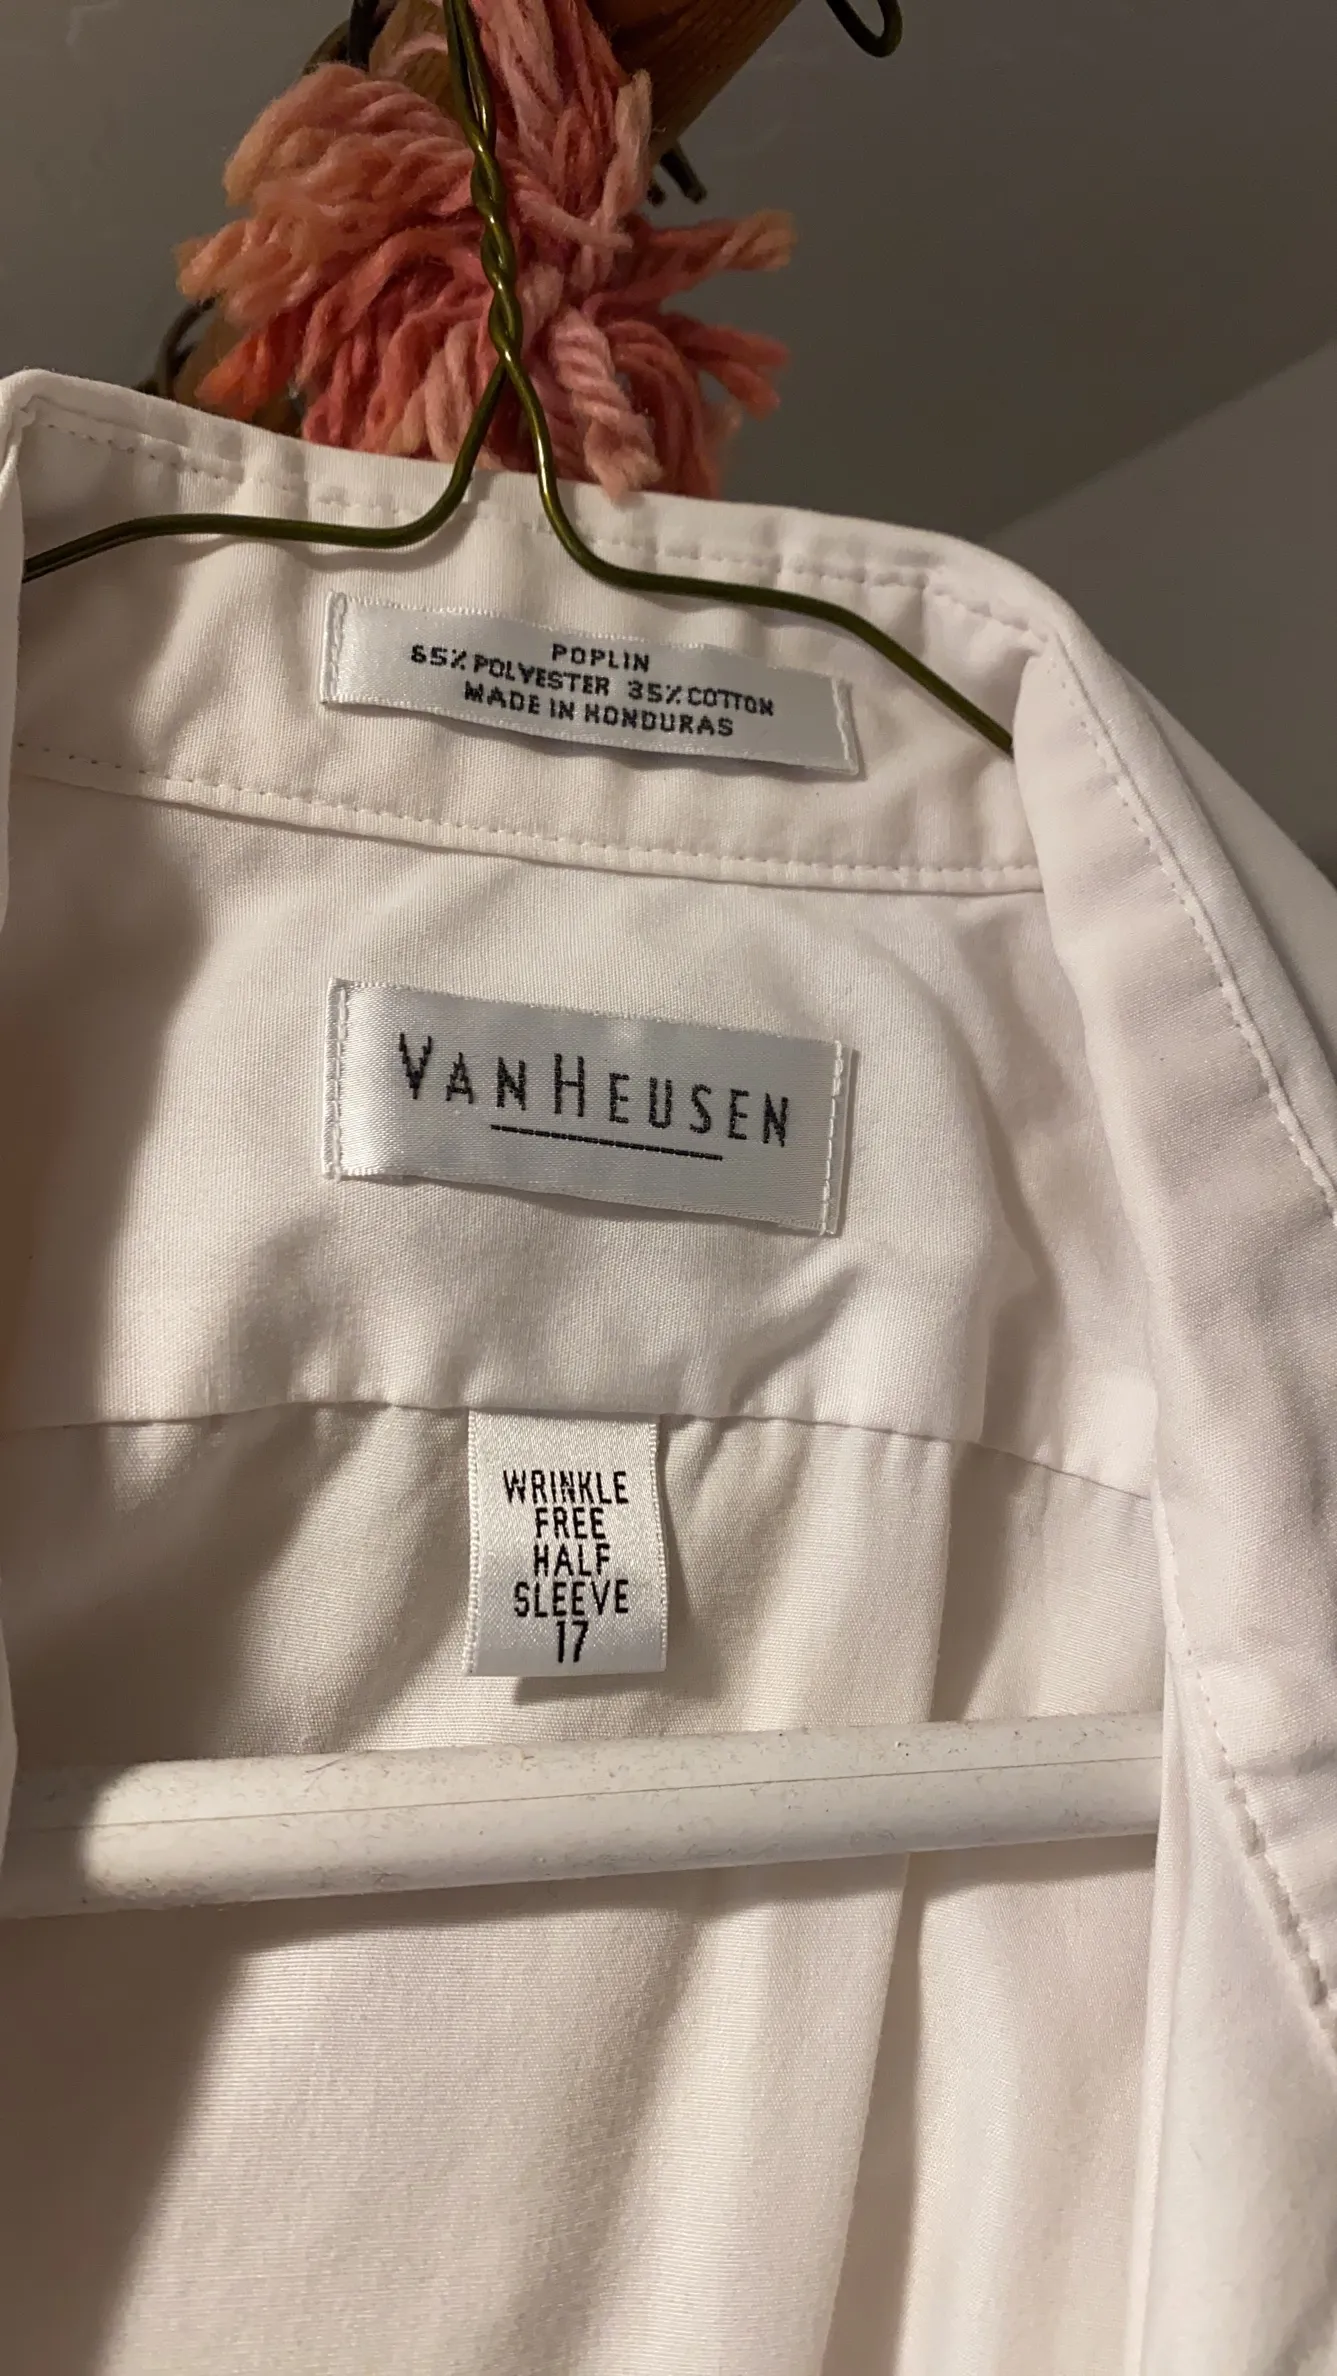 POPLIN
65% POLYESTER 35% COTTON
MADE IN HONDURAS
VANHEUSEN
WRINKLE
FREE
HALF
SLEEVE
17